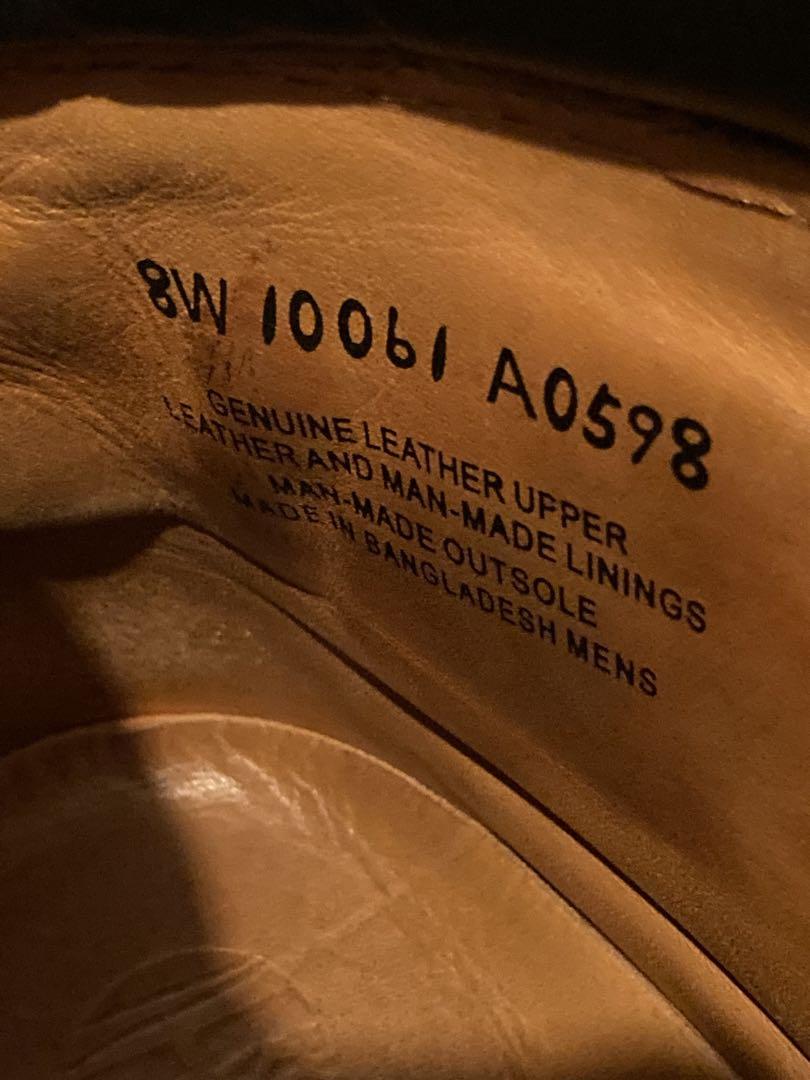 8W 10061 A0598
GENUINE LEATHER UPPER
LEATHER AND MAN-MADE LININGS
MAN-MADE OUTSOLE
MADE IN BANGLADESH MENS